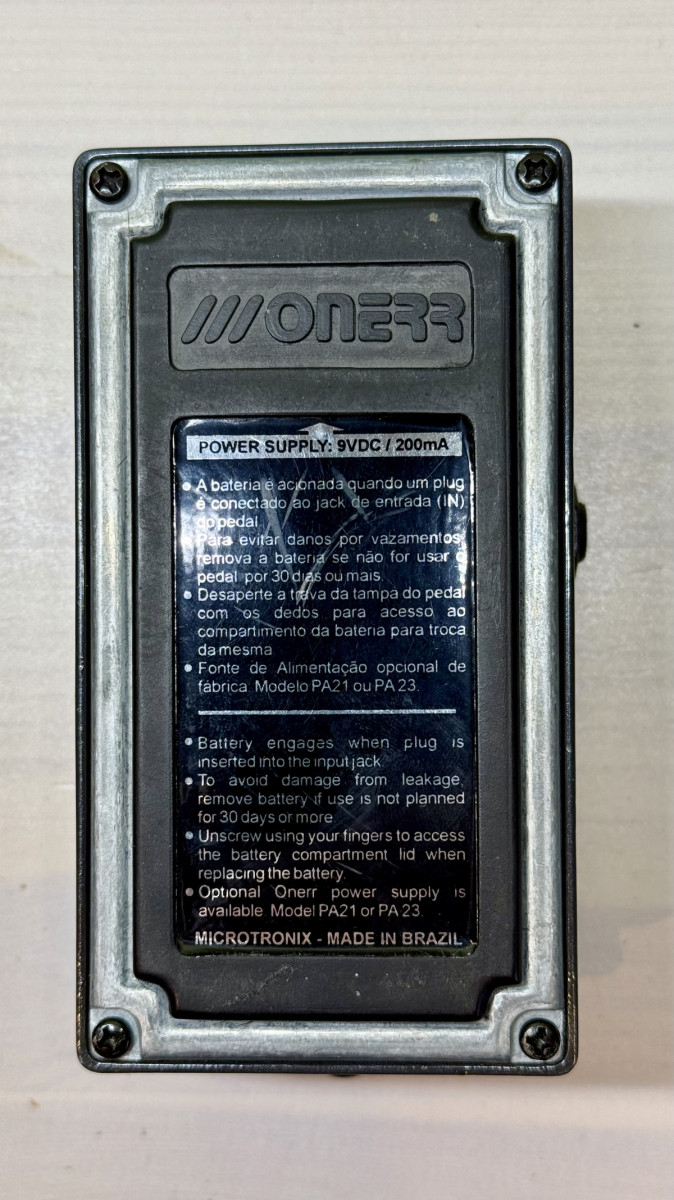 ONERR
POWER SUPPLY: 9VDC / 200mA
• A bateria é acionada quando um plug
é conectado ao jack de entrada (IN)
do pedal
• Para evitar danos por vazamentos,
remova a bateria se não for usar o
pedal por 30 dias ou mais
• Desaperte a trava da tampa do pedal
com os dedos para acesso ao
compartimento da bateria para troca
da mesma
• Fonte de Alimentação opcional de
fábrica. Modelo PA21 ou PA 23.
• Battery engages when plug is
inserted into the input jack.
• To avoid damage from leakage,
remove battery if use is not planned
for 30 days or more
• Unscrew using your fingers to access
the battery compartment lid when
replacing the battery.
• Optional Onerr power supply is
available. Model PA21 or PA 23.
MICROTRONIX - MADE IN BRAZIL